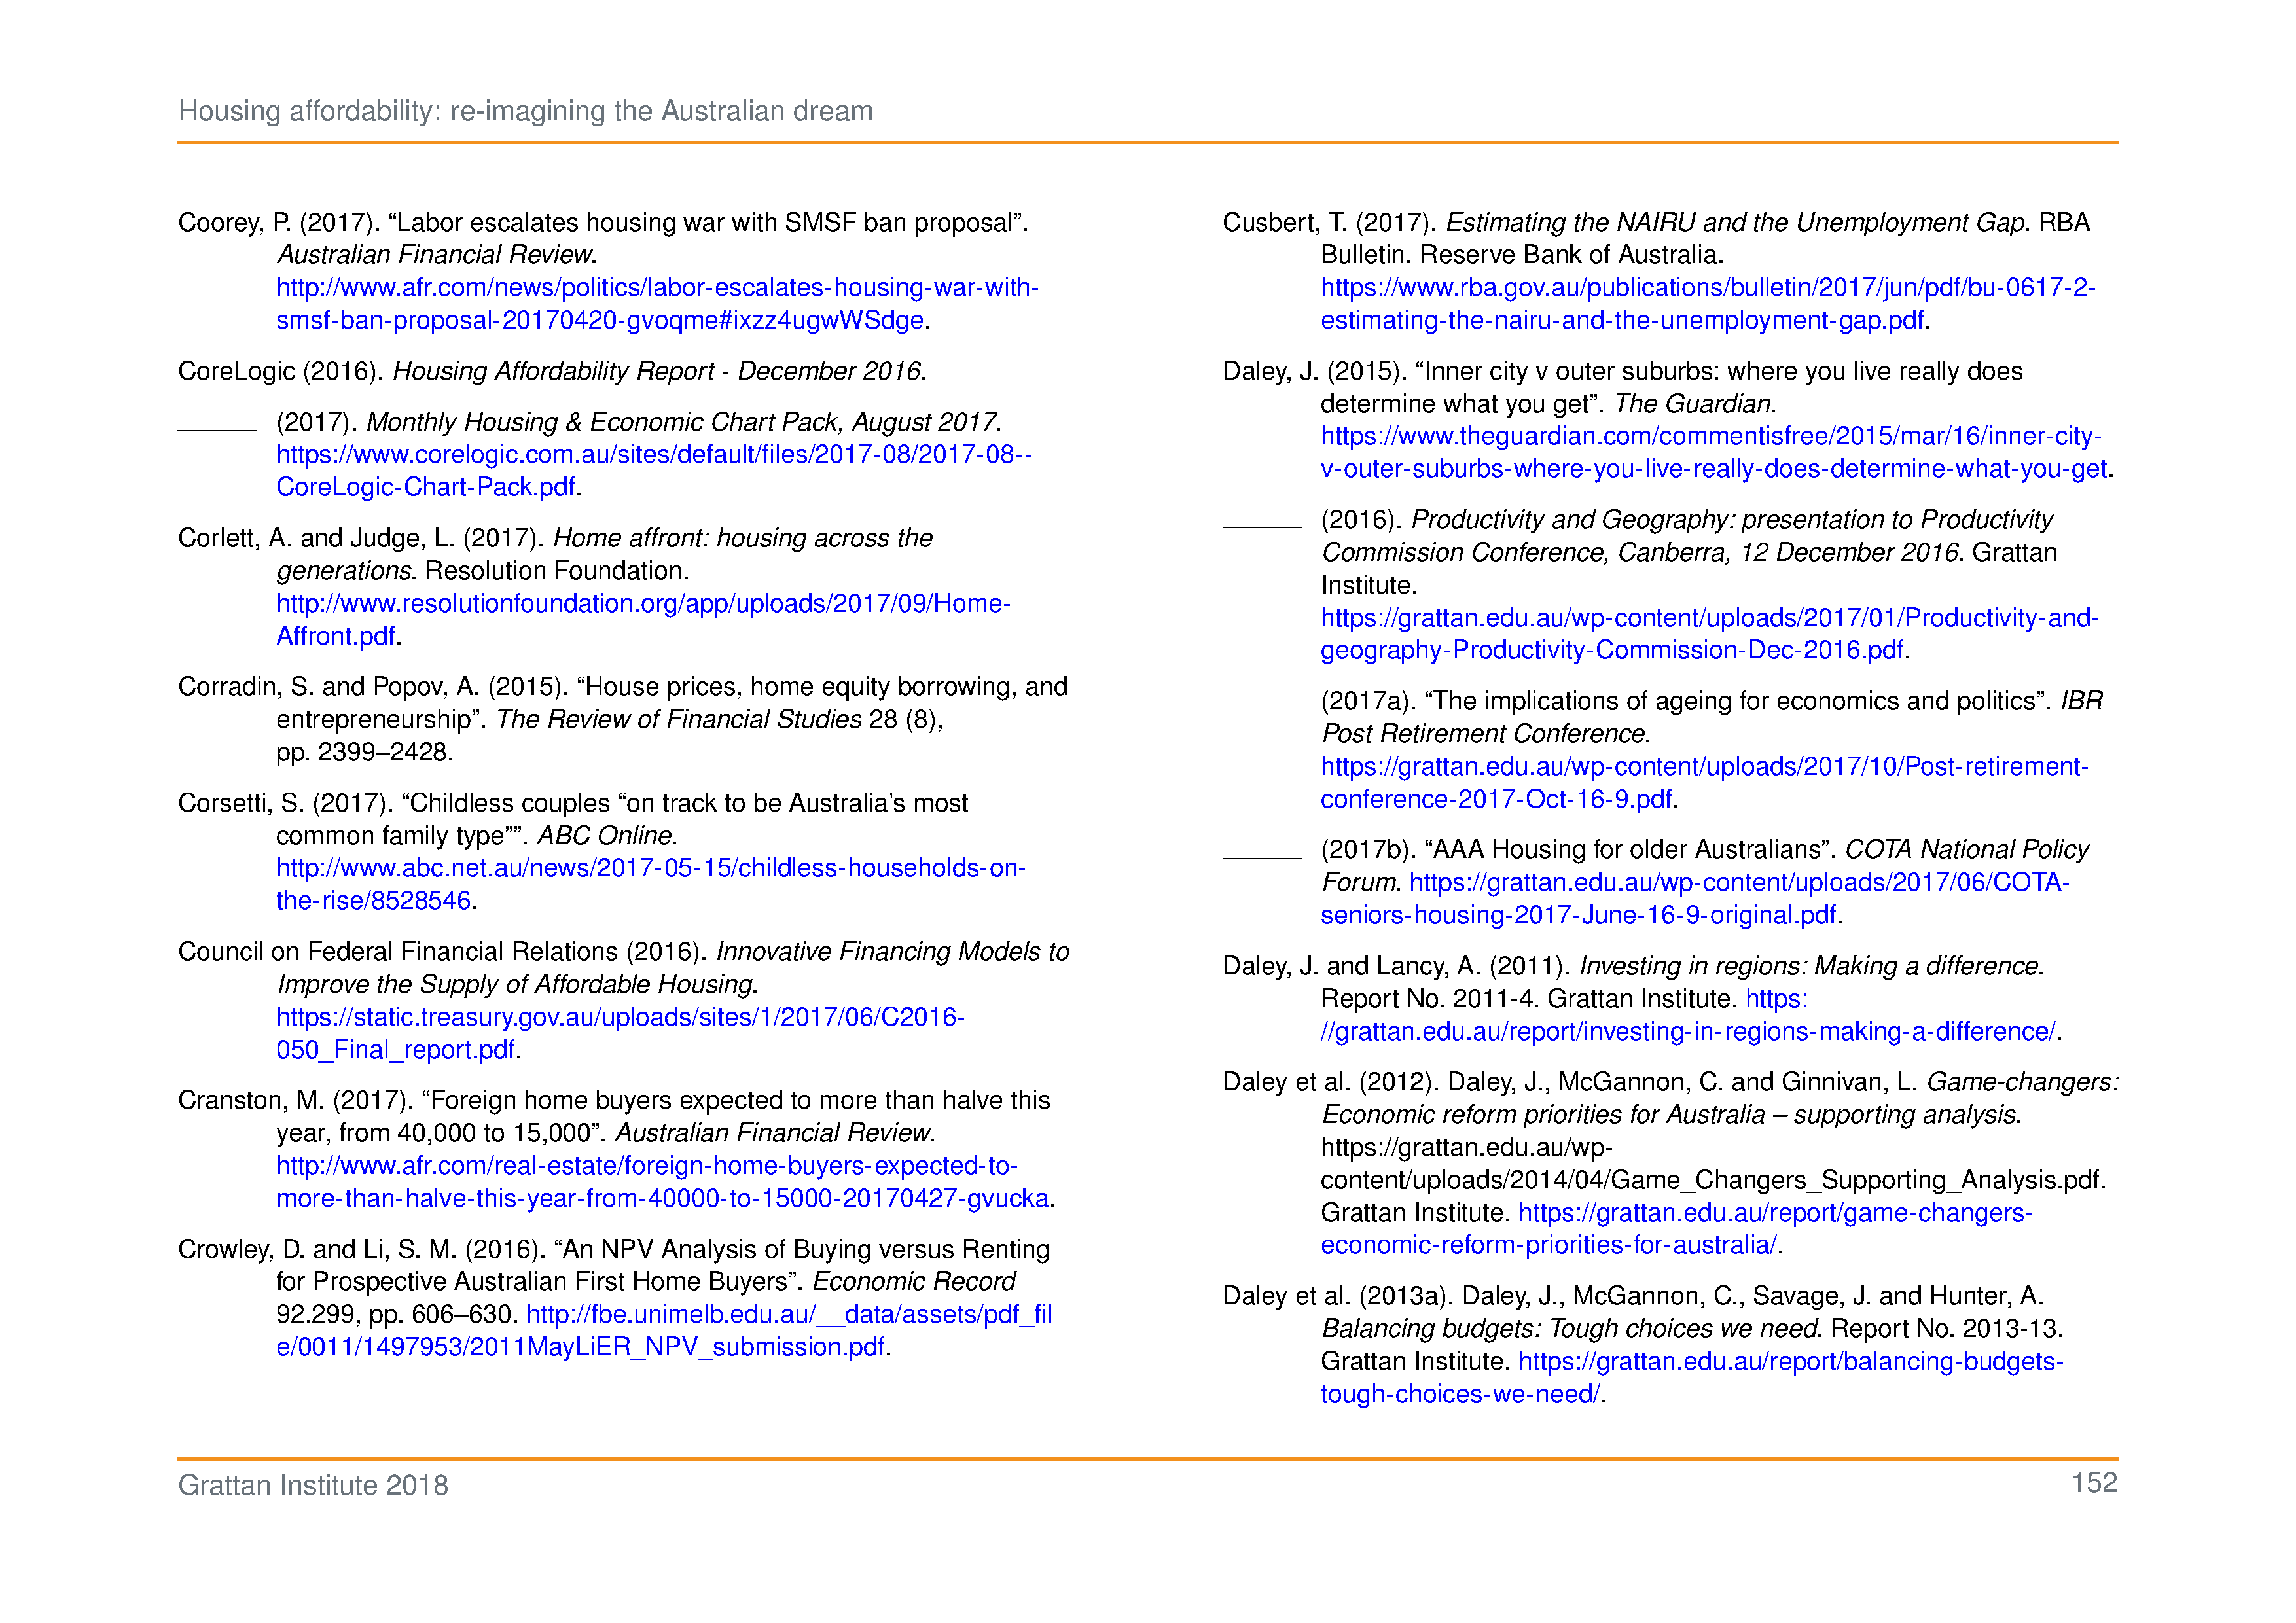 Housing affordability: re-imagining the Australian dream
Coorey, P. (2017). “Labor escalates housing war with SMSF ban proposal”.
Australian Financial Review.
http://www.afr.com/news/politics/labor-escalates-housing-war-with-
smsf-ban-proposal-20170420-gvoqme#ixzz4ugwWSdge.
CoreLogic (2016). Housing Affordability Report - December 2016.
(2017). Monthly Housing & Economic Chart Pack, August 2017.
https://www.corelogic.com.au/sites/default/files/2017-08/2017-08--
CoreLogic-Chart-Pack.pdf.
Corlett, A. and Judge, L. (2017). Home affront: housing across the
generations. Resolution Foundation.
http://www.resolutionfoundation.org/app/uploads/2017/09/Home-
Affront.pdf.
Corradin, S. and Popov, A. (2015). “House prices, home equity borrowing, and
entrepreneurship”. The Review of Financial Studies 28 (8),
pp. 2399–2428.
Corsetti, S. (2017). “Childless couples “on track to be Australia’s most
common family type””. ABC Online.
http://www.abc.net.au/news/2017-05-15/childless-households-on-
the-rise/8528546.
Council on Federal Financial Relations (2016). Innovative Financing Models to
Improve the Supply of Affordable Housing.
https://static.treasury.gov.au/uploads/sites/1/2017/06/C2016-
050_Final_report.pdf.
Cranston, M. (2017). “Foreign home buyers expected to more than halve this
year, from 40,000 to 15,000”. Australian Financial Review.
http://www.afr.com/real-estate/foreign-home-buyers-expected-to-
more-than-halve-this-year-from-40000-to-15000-20170427-gvucka.
Crowley, D. and Li, S. M. (2016). “An NPV Analysis of Buying versus Renting
for Prospective Australian First Home Buyers”. Economic Record
92.299, pp. 606–630. http://fbe.unimelb.edu.au/__data/assets/pdf_fil
e/0011/1497953/2011MayLiER_NPV_submission.pdf.
Cusbert, T. (2017). Estimating the NAIRU and the Unemployment Gap. RBA
Bulletin. Reserve Bank of Australia.
https://www.rba.gov.au/publications/bulletin/2017/jun/pdf/bu-0617-2-
estimating-the-nairu-and-the-unemployment-gap.pdf.
Daley, J. (2015). “Inner city v outer suburbs: where you live really does
determine what you get”. The Guardian.
https://www.theguardian.com/commentisfree/2015/mar/16/inner-city-
v-outer-suburbs-where-you-live-really-does-determine-what-you-get.
(2016). Productivity and Geography: presentation to Productivity
Commission Conference, Canberra, 12 December 2016. Grattan
Institute.
https://grattan.edu.au/wp-content/uploads/2017/01/Productivity-and-
geography-Productivity-Commission-Dec-2016.pdf.
(2017a). “The implications of ageing for economics and politics”. IBR
Post Retirement Conference.
https://grattan.edu.au/wp-content/uploads/2017/10/Post-retirement-
conference-2017-Oct-16-9.pdf.
(2017b). “AAA Housing for older Australians”. COTA National Policy
Forum. https://grattan.edu.au/wp-content/uploads/2017/06/COTA-
seniors-housing-2017-June-16-9-original.pdf.
Daley, J. and Lancy, A. (2011). Investing in regions: Making a difference.
Report No. 2011-4. Grattan Institute. https:
//grattan.edu.au/report/investing-in-regions-making-a-difference/.
Daley et al. (2012). Daley, J., McGannon, C. and Ginnivan, L. Game-changers:
Economic reform priorities for Australia – supporting analysis.
https://grattan.edu.au/wp-
content/uploads/2014/04/Game_Changers_Supporting_Analysis.pdf.
Grattan Institute. https://grattan.edu.au/report/game-changers-
economic-reform-priorities-for-australia/.
Daley et al. (2013a). Daley, J., McGannon, C., Savage, J. and Hunter, A.
Balancing budgets: Tough choices we need. Report No. 2013-13.
Grattan Institute. https://grattan.edu.au/report/balancing-budgets-
tough-choices-we-need/.
Grattan Institute 2018
152